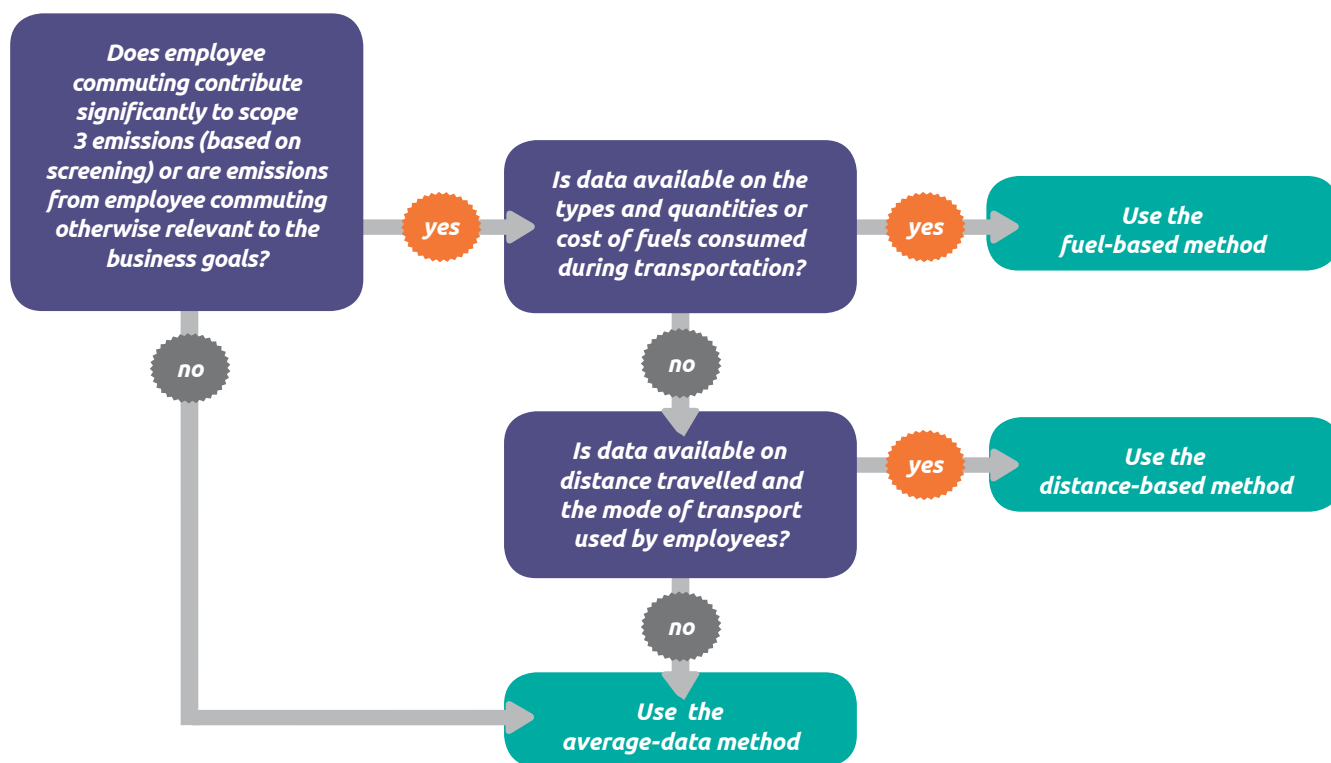 Does employee
commuting contribute
significantly to scope
3 emissions (based on
screening) or are emissions
from employee commuting
otherwise relevant to the
business goals?
yes
Is data available on the
types and quantities or
cost of fuels consumed
during transportation?
yes
Use the
fuel-based method
no
no
Is data available on
distance travelled and
the mode of transport
used by employees?
yes
Use the
distance-based method
no
Use the
average-data method